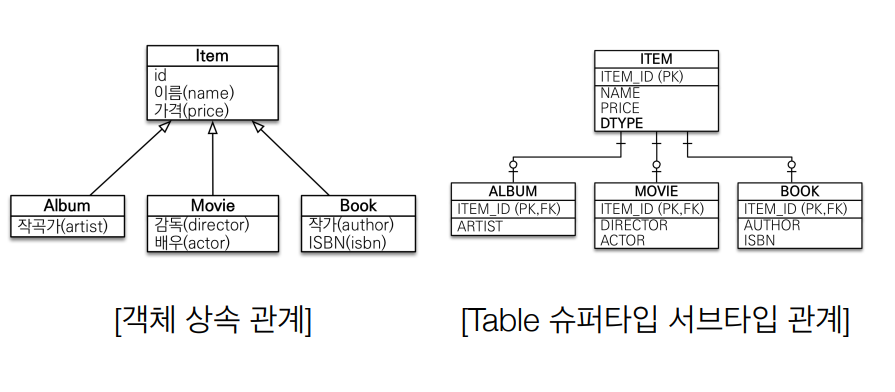 Item
id
이름(name)
가격(price)
Album
작곡가(artist)
Movie
감독(director)
배우(actor)
Book
작가(author)
ISBN(isbn)
[객체 상속 관계]
ITEM
ITEM_ID (PK)
NAME
PRICE
DTYPE
ALBUM
ITEM_ID (PK,FK)
ARTIST
MOVIE
ITEM_ID (PK,FK)
DIRECTOR
ACTOR
BOOK
ITEM_ID (PK,FK)
AUTHOR
ISBN
[Table 슈퍼타입 서브타입 관계]